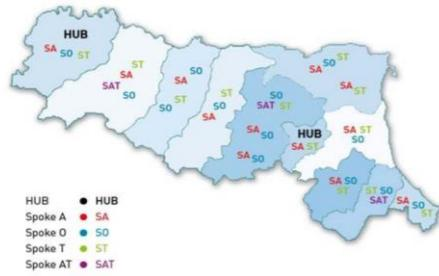 HUB
SA SO ST
ST
SA
SAT
SO
SO
SA
SO
ST
ST
SO
SA
SO
SAT ST
SA SO
SA SO
ST
SA SO
SA ST
HUB
SA ST
SA ST
SO
SA SO
ST
ST SO
SAT
SA SO
ST
HUB ● HUB
Spoke A ● SA
Spoke O ● SO
Spoke T ● ST
Spoke AT ● SAT